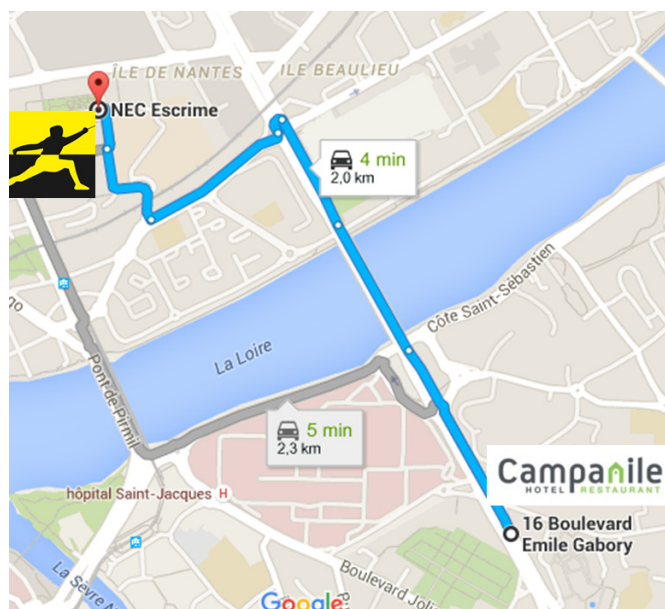 ÎLE DE NANTES
ILE BEAULIEU
NEC Escrime
4 min
2,0 km
Côte Saint-Sébastien
La Loire
Pont de Pirmil
5 min
2,3 km
Campanile
HOTEL RESTAURANT
hôpital Saint-Jacques H
16 Boulevard
Emile Gabory
Boulevard Joli
La Sèvre N
Google